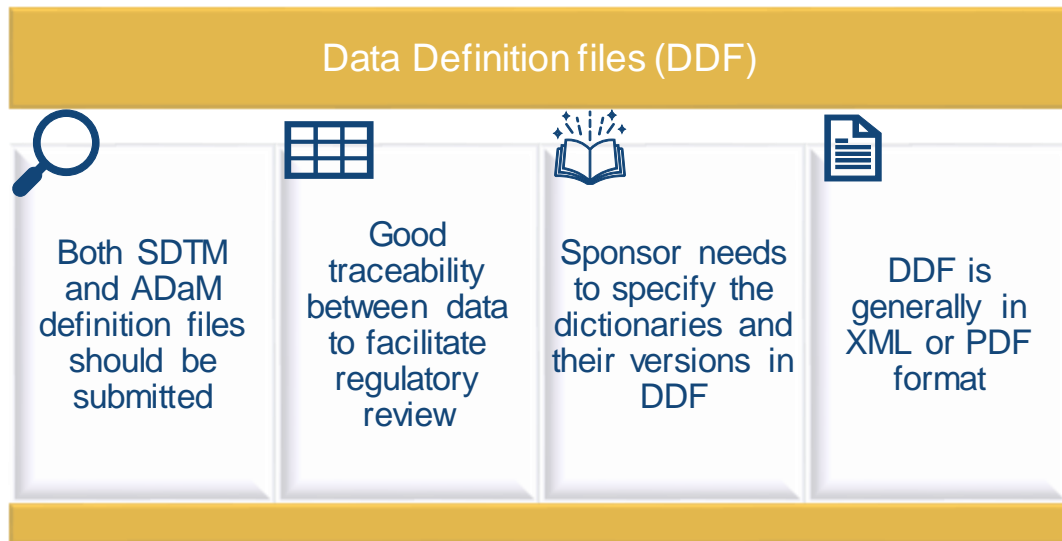 Data Definition files (DDF)
Both SDTM
and ADaM
definition files
should be
submitted
Good
traceability
between data
to facilitate
regulatory
review
Sponsor needs
to specify the
dictionaries and
their versions in
DDF
DDF is
generally in
XML or PDF
format